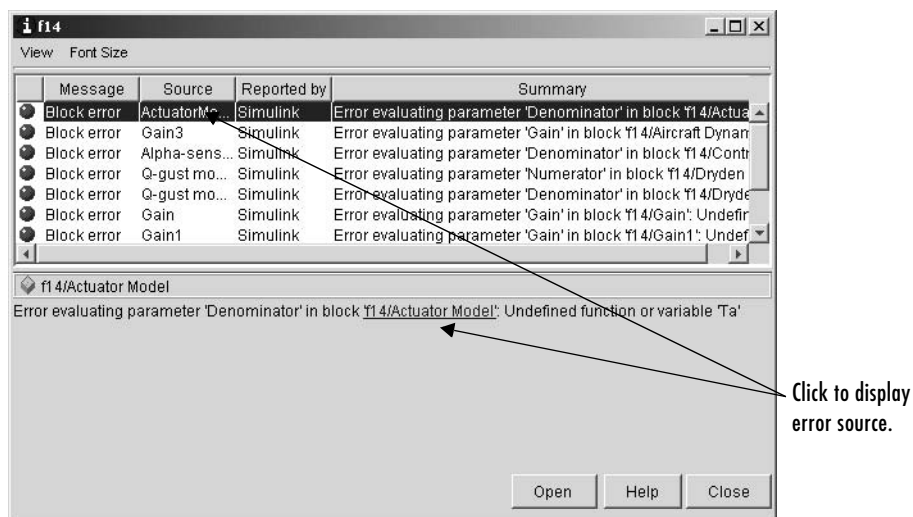 f14
View Font Size
Message Source Reported by Summary
Block error ActuatorMo... Simulink Error evaluating parameter 'Denominator' in block 'f14/Actua
Block error Gain3 Simulink Error evaluating parameter 'Gain' in block 'f14/Aircraft Dynam
Block error Alpha-sens... Simulink Error evaluating parameter 'Denominator' in block 'f14/Contr
Block error Q-gust mo... Simulink Error evaluating parameter 'Numerator' in block 'f14/Dryden
Block error Q-gust mo... Simulink Error evaluating parameter 'Denominator' in block 'f14/Dryde
Block error Gain Simulink Error evaluating parameter 'Gain' in block 'f14/Gain': Undefin
Block error Gain1 Simulink Error evaluating parameter 'Gain' in block 'f14/Gain1': Undef
f14/Actuator Model
Error evaluating parameter 'Denominator' in block 'f14/Actuator Model': Undefined function or variable 'Ta'
Click to display
error source.
Open Help Close